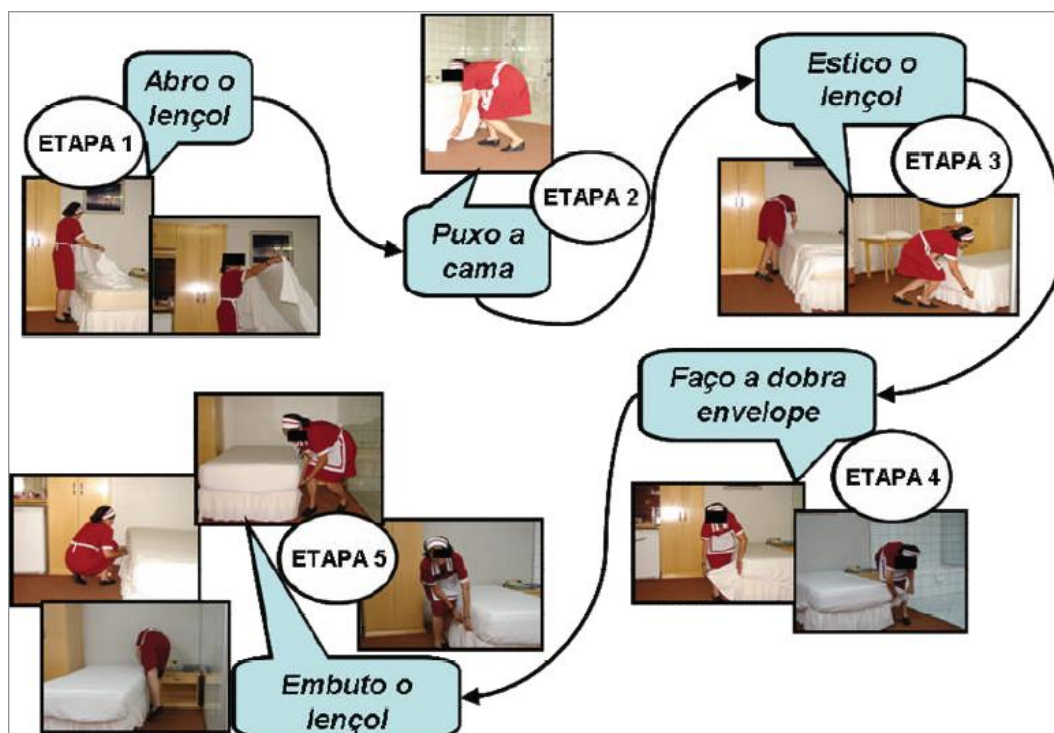 Abro o
lençol
ETAPA 1
ETAPA 2
Puxo a
cama
Estico o
lençol
ETAPA 3
Faço a dobra
envelope
ETAPA 4
ETAPA 5
Embuto o
lençol